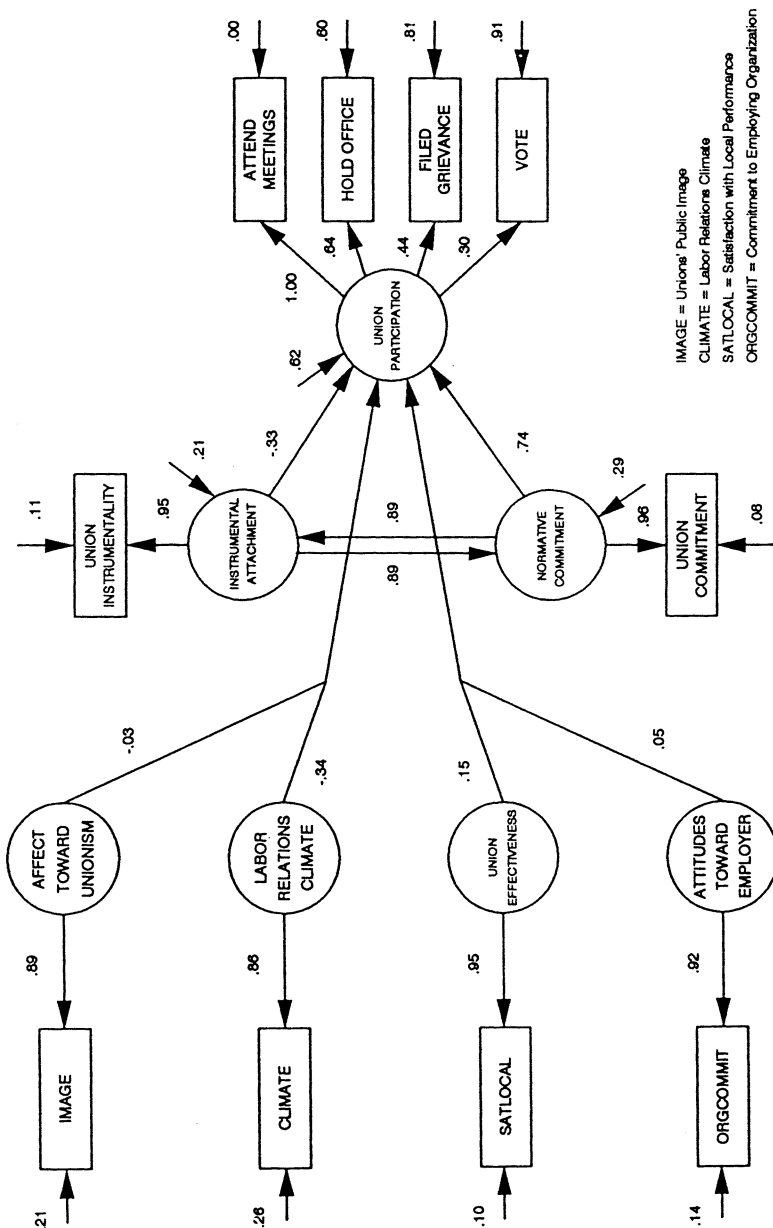 .21
IMAGE
.89
AFFECT
TOWARD
UNIONISM
-.03
.26
CLIMATE
.86
LABOR
RELATIONS
CLIMATE
-.34
.10
SATLOCAL
.95
UNION
EFFECTIVENESS
.15
.14
ORGCOMMIT
.92
ATTITUDES
TOWARD
EMPLOYER
.05
.11
UNION
INSTRUMENTALITY
.95
.21
INSTRUMENTAL
ATTACHMENT
-.33
.89
.89
NORMATIVE
COMMITMENT
.74
.29
.96
UNION
COMMITMENT
.08
.62
UNION
PARTICIPATION
1.00
ATTEND
MEETINGS
.00
.64
HOLD OFFICE
.60
.44
FILED
GRIEVANCE
.81
.30
VOTE
.91
IMAGE = Unions' Public Image
CLIMATE = Labor Relations Climate
SATLOCAL = Satisfaction with Local Performance
ORGCOMMIT = Commitment to Employing Organization